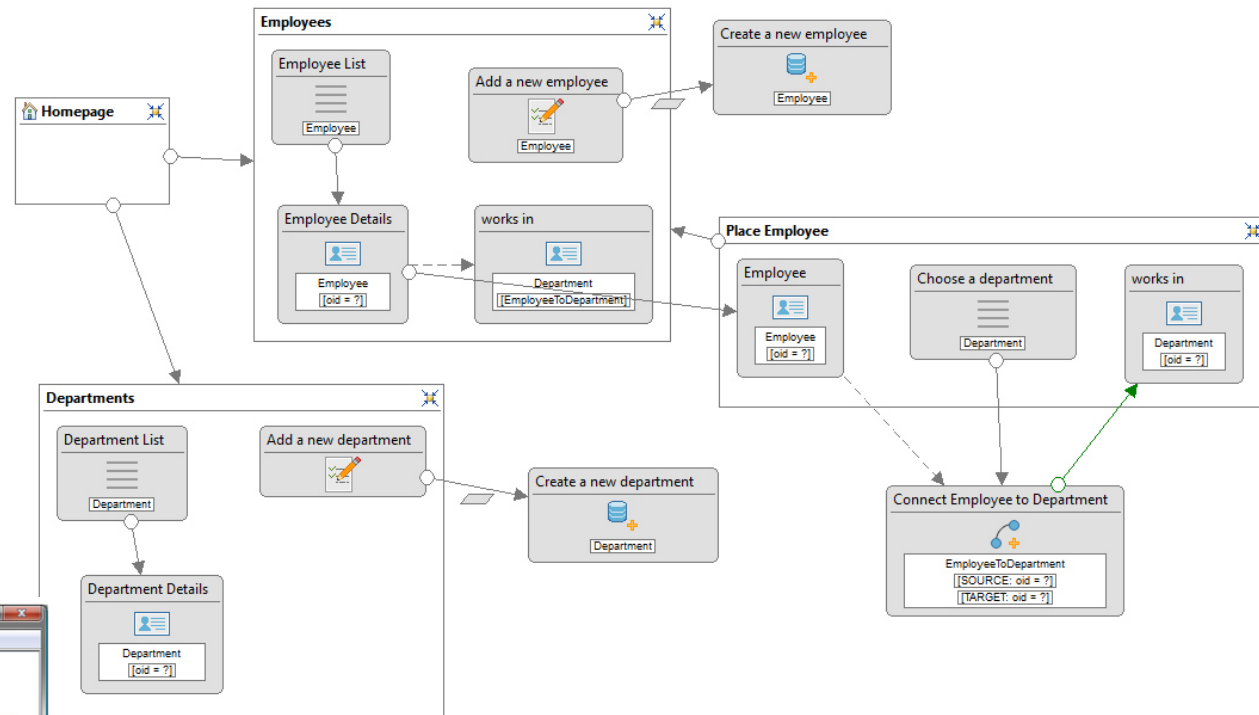 Homepage
Employees
Employee List
Employee
Add a new employee
Employee
Employee Details
Employee
[oid = ?]
works in
Department
[EmployeeToDepartment]
Create a new employee
Employee
Place Employee
Employee
Employee
[oid = ?]
Choose a department
Department
works in
Department
[oid = ?]
Connect Employee to Department
EmployeeToDepartment
[SOURCE: oid = ?]
[TARGET: oid = ?]
Departments
Department List
Department
Add a new department
Department Details
Department
[oid = ?]
Create a new department
Department